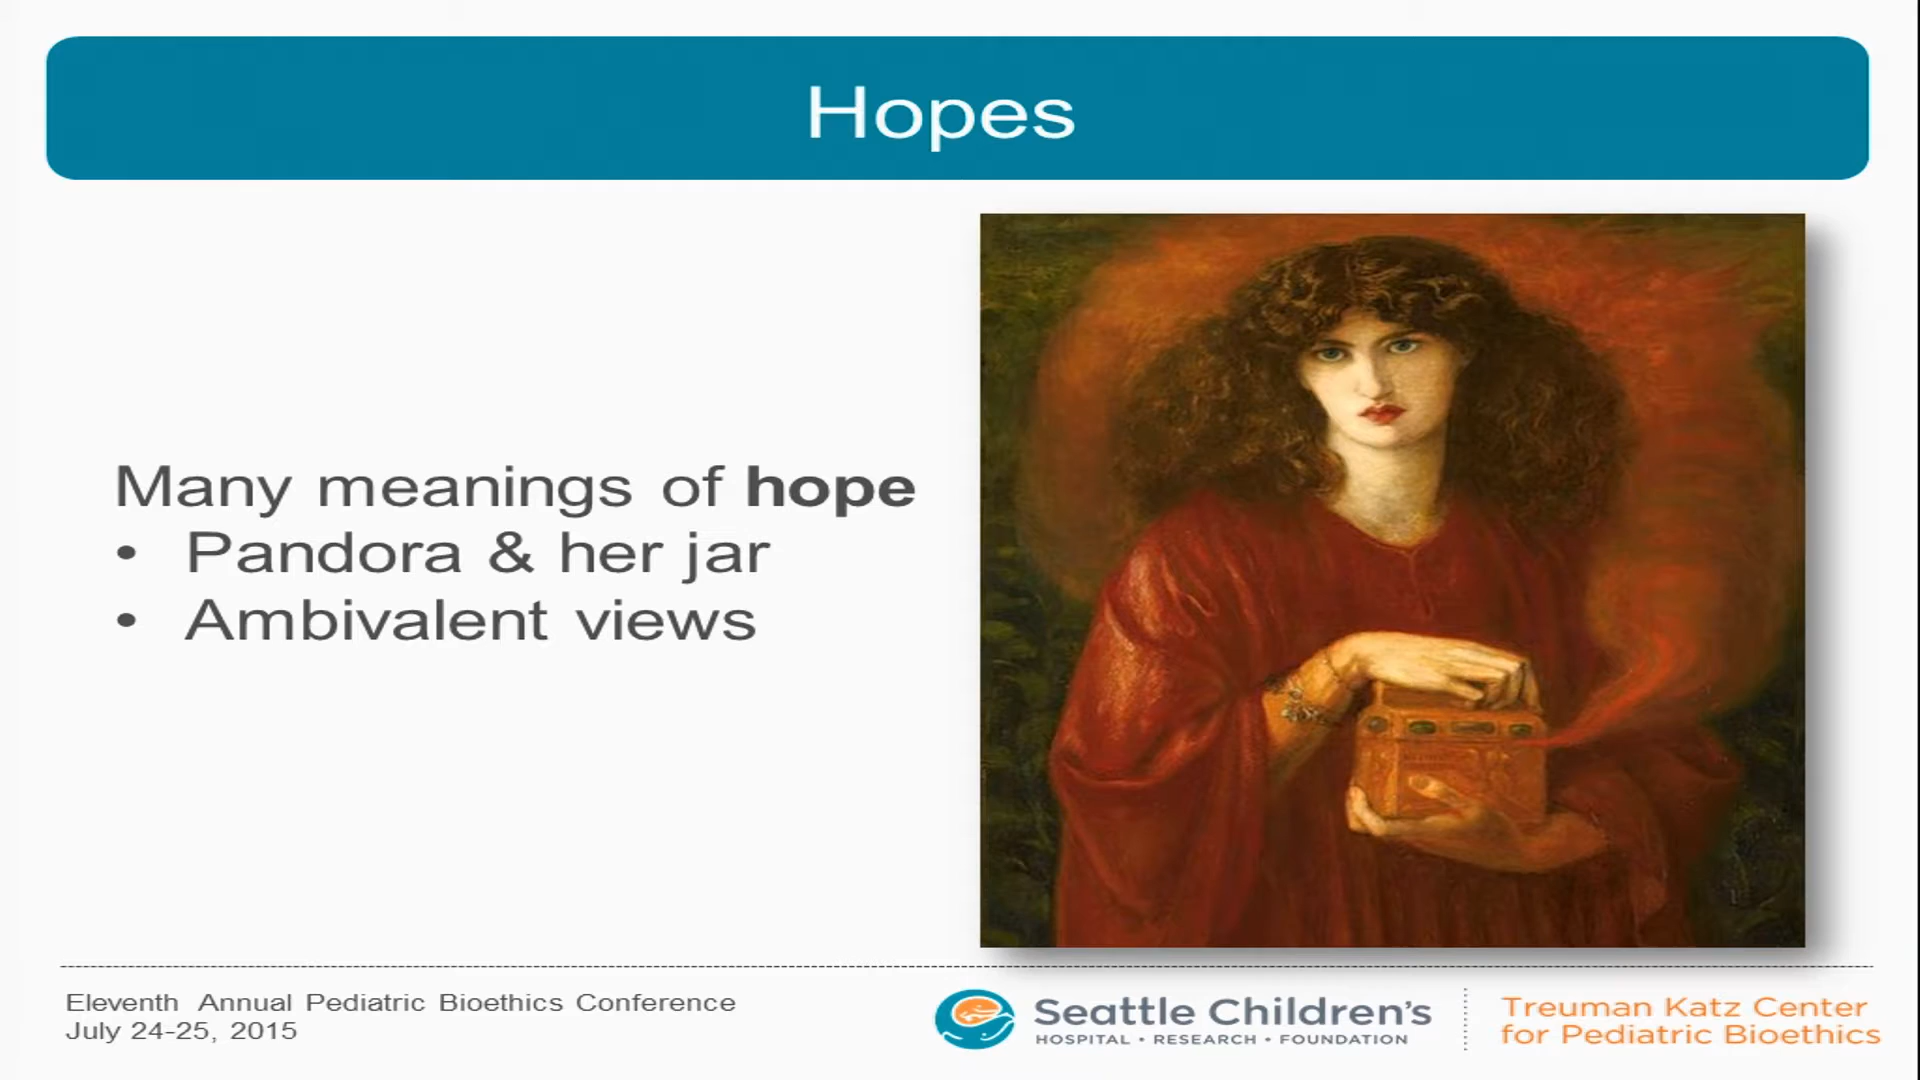 Hopes
Many meanings of hope
• Pandora & her jar
• Ambivalent views
Eleventh Annual Pediatric Bioethics Conference
July 24-25, 2015
Seattle Children's
HOSPITAL • RESEARCH • FOUNDATION
Treuman Katz Center
for Pediatric Bioethics